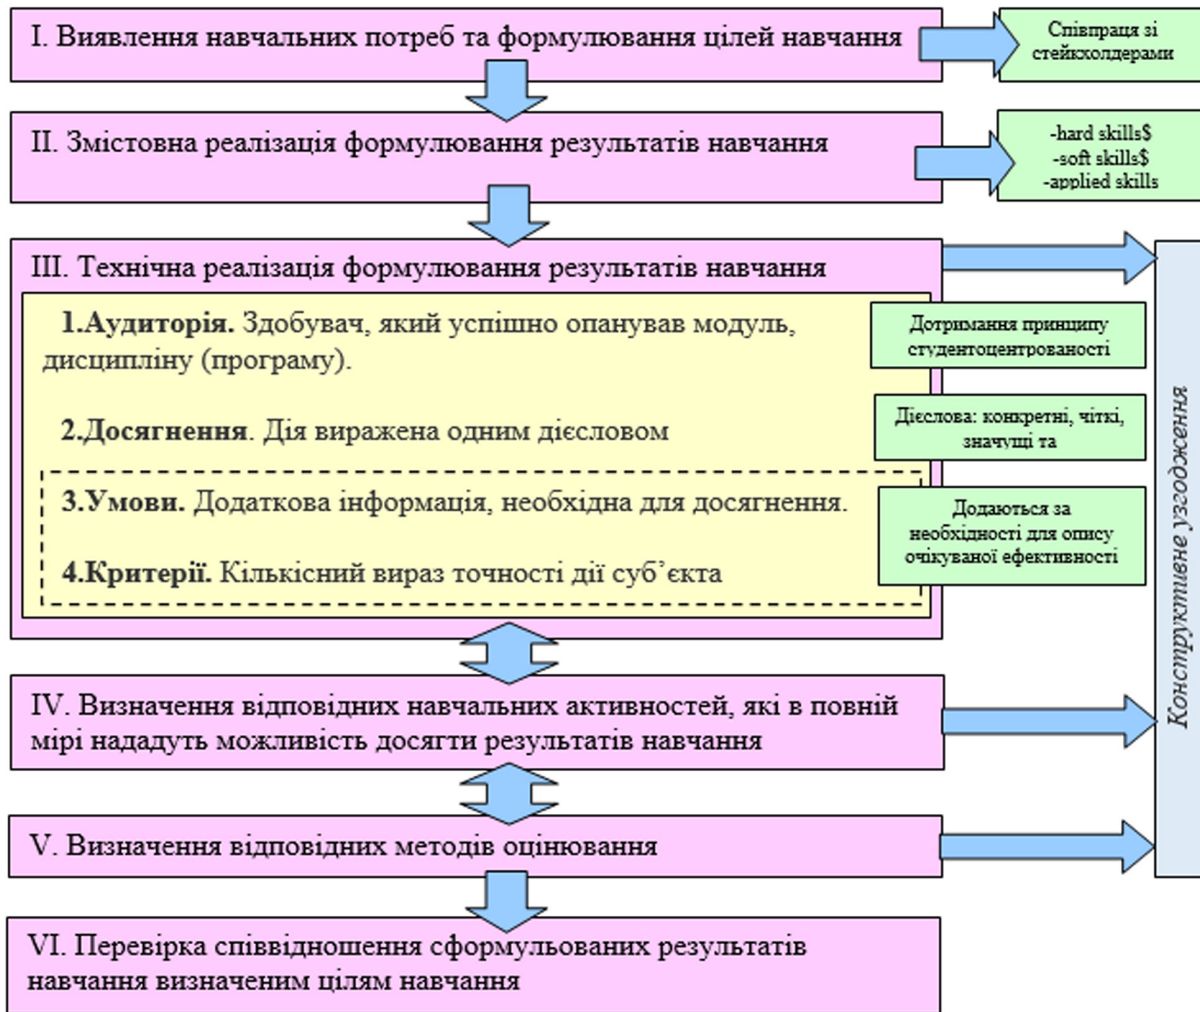 I. Виявлення навчальних потреб та формулювання цілей навчання
Співпраця зі
стейкхолдерами
II. Змістовна реалізація формулювання результатів навчання
-hard skills$
-soft skills$
-applied skills
III. Технічна реалізація формулювання результатів навчання
1.Аудиторія. Здобувач, який успішно опанував модуль,
дисципліну (програму).
Дотримання принципу
студентоцентрованості
2.Досягнення. Дія виражена одним дієсловом
Дієслова: конкретні, чіткі,
значущі та
3.Умови. Додаткова інформація, необхідна для досягнення.
4.Критерії. Кількісний вираз точності дії суб’єкта
Додаються за
необхідності для опису
очікуваної ефективності
Конструктивне узгодження
IV. Визначення відповідних навчальних активностей, які в повній
мірі нададуть можливість досягти результатів навчання
V. Визначення відповідних методів оцінювання
VI. Перевірка співвідношення сформульованих результатів
навчання визначеним цілям навчання